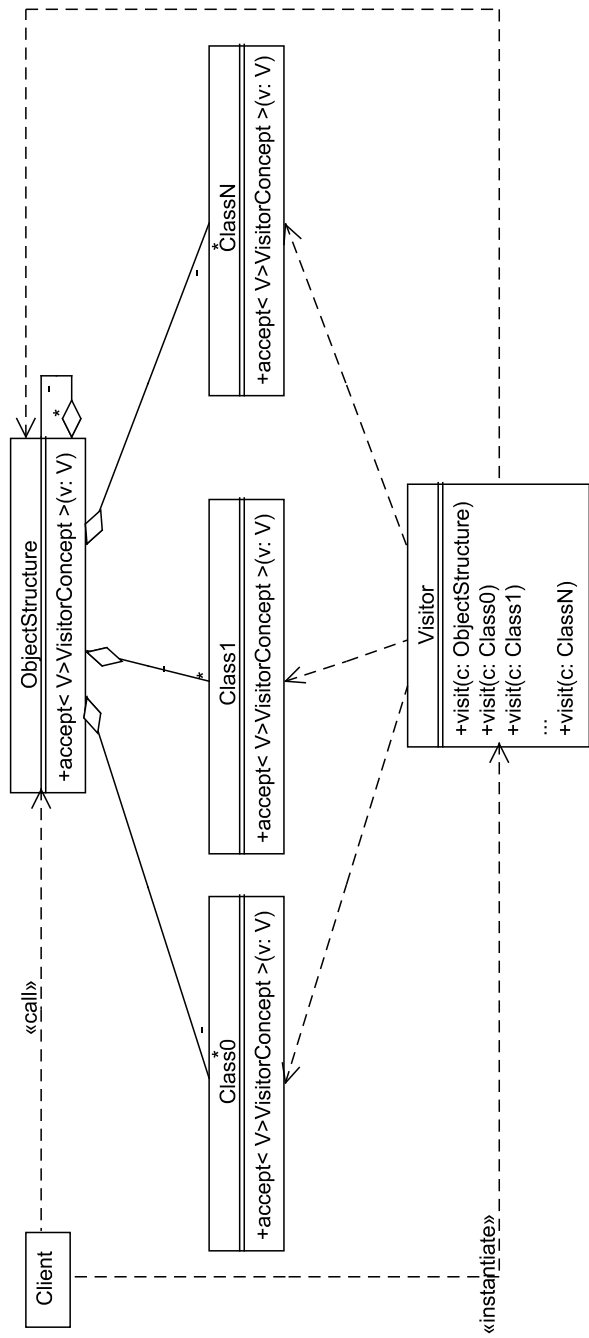 Client
«call»
«instantiate»
ObjectStructure
+accept< V>VisitorConcept >(v: V)
*
-
-
*
Class0
+accept< V>VisitorConcept >(v: V)
-
*
Class1
+accept< V>VisitorConcept >(v: V)
-
*
ClassN
+accept< V>VisitorConcept >(v: V)
Visitor
+visit(c: ObjectStructure)
+visit(c: Class0)
+visit(c: Class1)
...
+visit(c: ClassN)